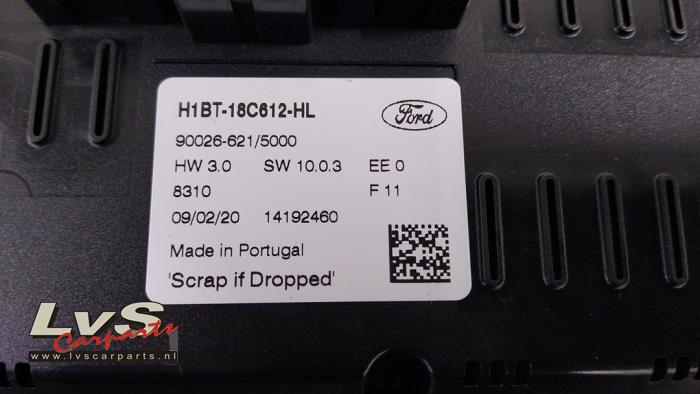 H1BT-18C612-HL
Ford
90026-621/5000
HW 3.0 SW 10.0.3 EE 0
8310 F 11
09/02/20 14192460
Made in Portugal
'Scrap if Dropped'
LvS
Carparts
www.lvscarparts.nl